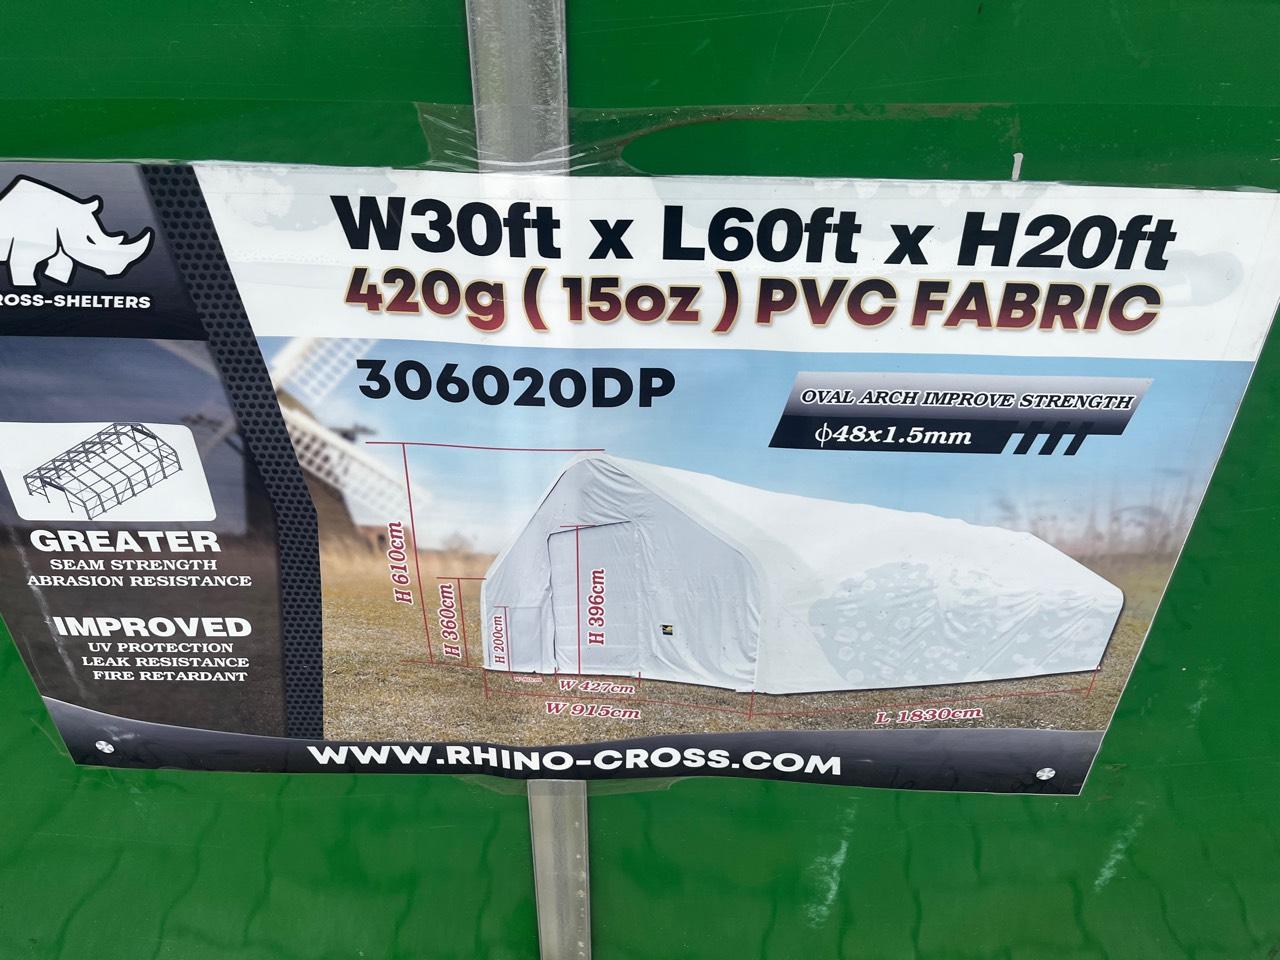 ROSS-SHELTERS
W30ft x L60ft x H20ft
420g ( 15oz ) PVC FABRIC
306020DP
OVAL ARCH IMPROVE STRENGTH
ϕ48x1.5mm
GREATER
SEAM STRENGTH
ABRASION RESISTANCE
IMPROVED
UV PROTECTION
LEAK RESISTANCE
FIRE RETARDANT
H 610cm
H 360cm
H 200cm
H 396cm
W 427cm
W 915cm
L 1830cm
WWW.RHINO-CROSS.COM